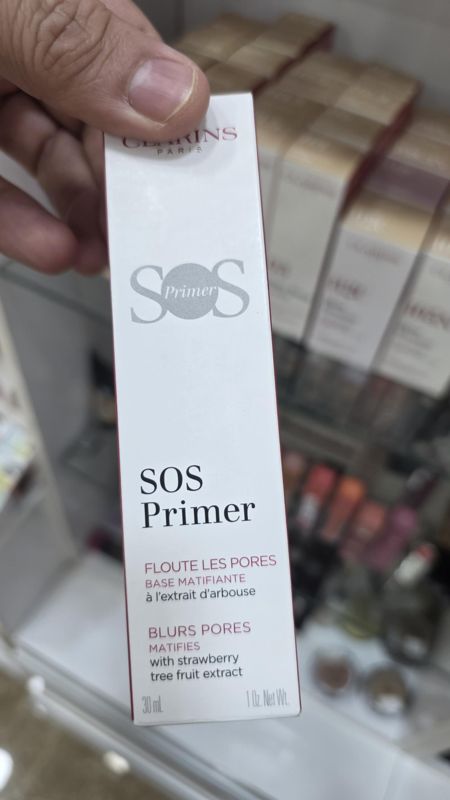 CLARINS
PARIS
SOS
Primer
SOS
Primer
FLOUTE LES PORES
BASE MATIFIANTE
à l'extrait d'arbouse
BLURS PORES
MATIFIES
with strawberry
tree fruit extract
30 mL 1 Oz. Net Wt.